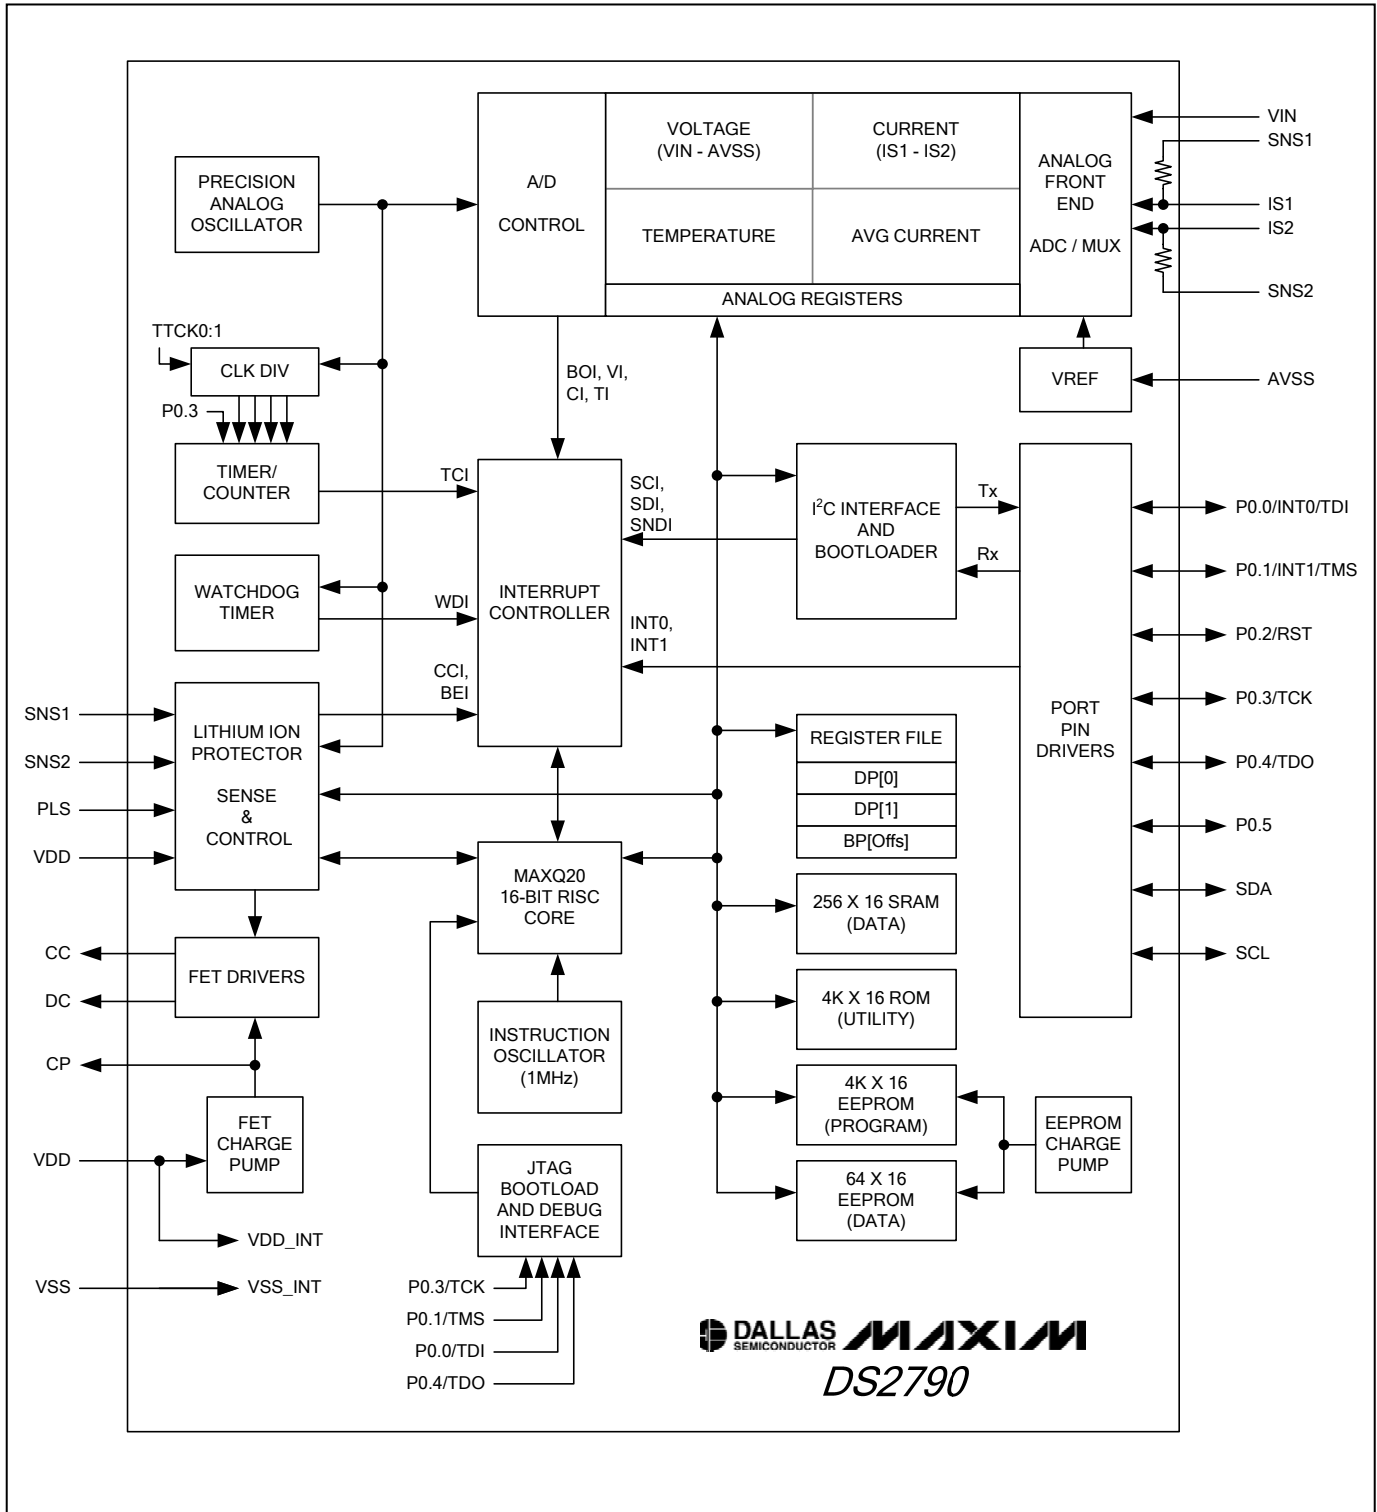 VOLTAGE
(VIN - AVSS)
CURRENT
(IS1 - IS2)
TEMPERATURE
AVG CURRENT
ANALOG REGISTERS
A/D
CONTROL
ANALOG
FRONT
END
ADC / MUX
VIN
SNS1
IS1
IS2
SNS2
PRECISION
ANALOG
OSCILLATOR
TTCK0:1
CLK DIV
P0.3
TIMER/
COUNTER
TCI
BOI, VI,
CI, TI
VREF
AVSS
WATCHDOG
TIMER
WDI
INTERRUPT
CONTROLLER
SCI,
SDI,
SNDI
INT0,
INT1
I²C INTERFACE
AND
BOOTLOADER
Tx
Rx
PORT
PIN
DRIVERS
P0.0/INT0/TDI
P0.1/INT1/TMS
P0.2/RST
P0.3/TCK
P0.4/TDO
P0.5
SDA
SCL
SNS1
SNS2
PLS
VDD
LITHIUM ION
PROTECTOR
SENSE
&
CONTROL
CCI,
BEI
REGISTER FILE
DP[0]
DP[1]
BP[Offs]
MAXQ20
16-BIT RISC
CORE
256 X 16 SRAM
(DATA)
CC
DC
CP
FET DRIVERS
4K X 16 ROM
(UTILITY)
INSTRUCTION
OSCILLATOR
(1MHz)
4K X 16
EEPROM
(PROGRAM)
EEPROM
CHARGE
PUMP
64 X 16
EEPROM
(DATA)
FET
CHARGE
PUMP
VDD
VDD_INT
VSS
VSS_INT
JTAG
BOOTLOAD
AND DEBUG
INTERFACE
P0.3/TCK
P0.1/TMS
P0.0/TDI
P0.4/TDO
DALLAS
SEMICONDUCTOR
MAXIM
DS2790